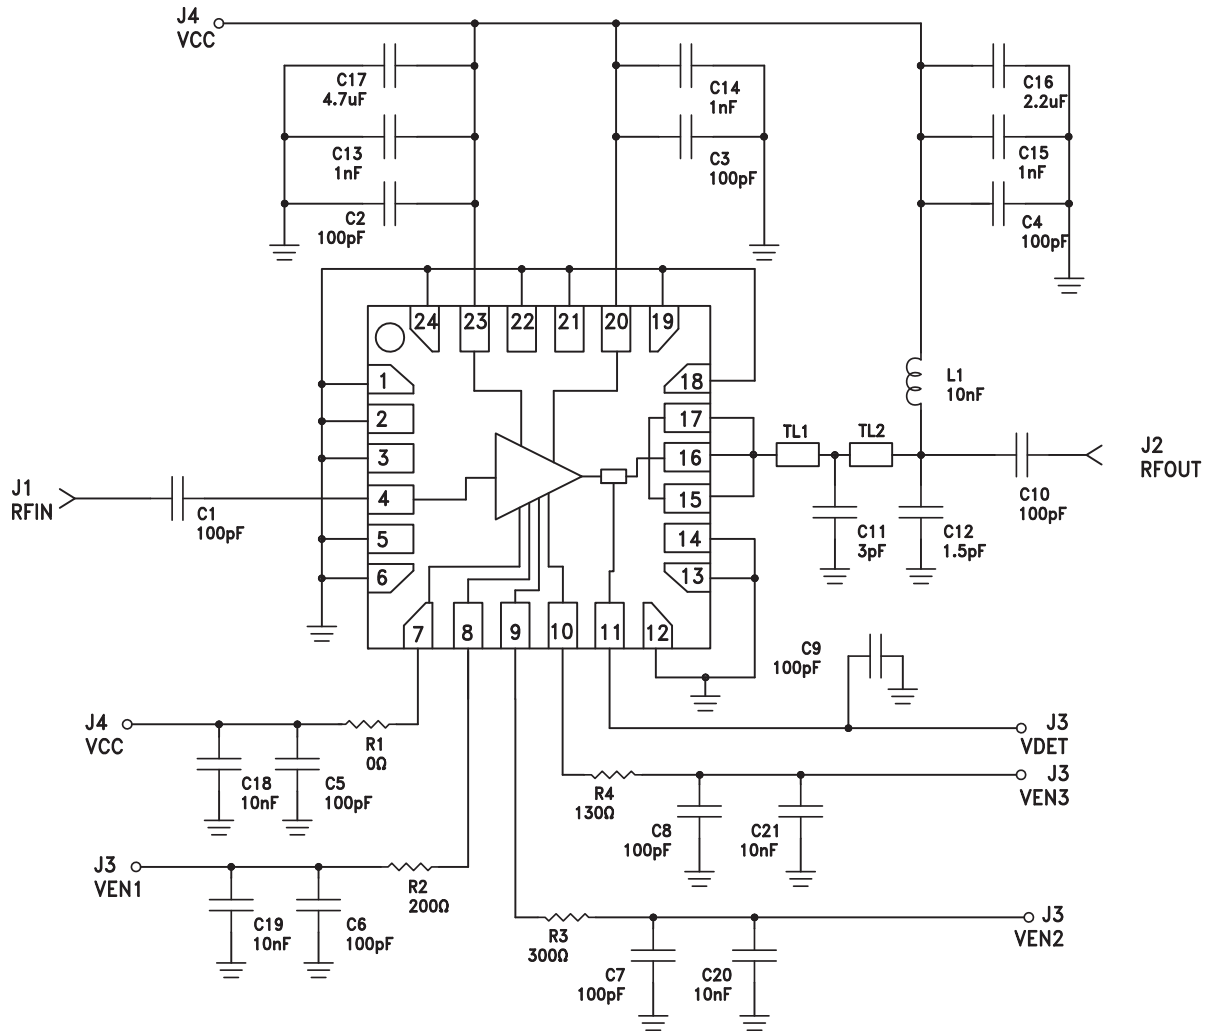 J4
VCC
C17
4.7uF
C13
1nF
C2
100pF
C14
1nF
C3
100pF
C16
2.2uF
C15
1nF
C4
100pF
24
23
22
21
20
19
1
2
3
4
5
6
18
17
16
15
14
13
7
8
9
10
11
12
J1
RFIN
C1
100pF
TL1
TL2
L1
10nF
C11
3pF
C12
1.5pF
C10
100pF
J2
RFOUT
C9
100pF
J4
VCC
R1
0Ω
C18
10nF
C5
100pF
J3
VDET
J3
VEN3
R4
130Ω
C8
100pF
C21
10nF
J3
VEN1
R2
200Ω
C19
10nF
C6
100pF
R3
300Ω
J3
VEN2
C7
100pF
C20
10nF